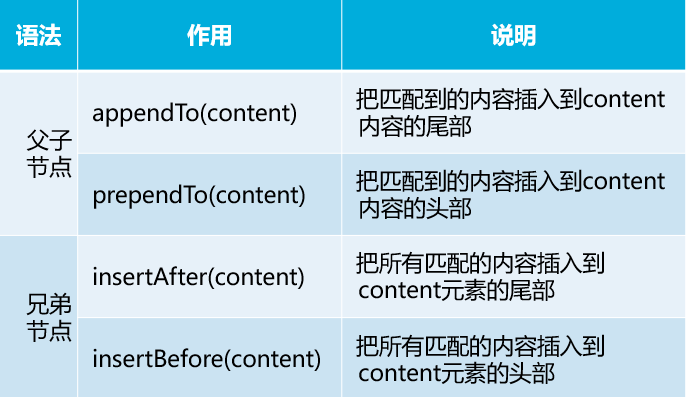 语法 作用 说明
父子
节点
appendTo(content)
把匹配到的内容插入到content
内容的尾部
prependTo(content)
把匹配到的内容插入到content
内容的头部
兄弟
节点
insertAfter(content)
把所有匹配的内容插入到
content元素的尾部
insertBefore(content)
把所有匹配的内容插入到
content元素的头部